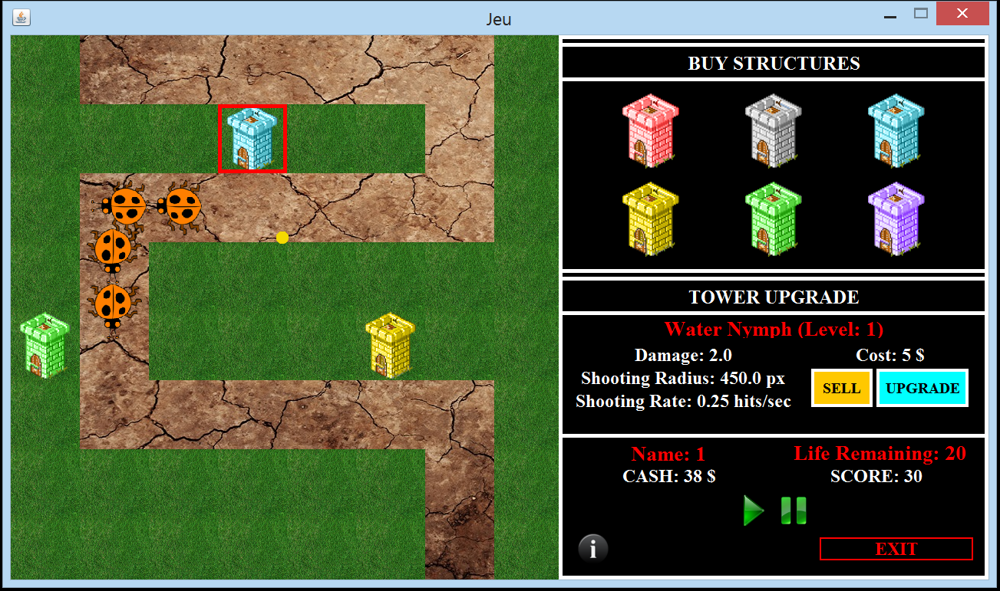 Jeu
BUY STRUCTURES
TOWER UPGRADE
Water Nymph (Level: 1)
Damage: 2.0
Cost: 5 $
Shooting Radius: 450.0 px
Shooting Rate: 0.25 hits/sec
SELL
UPGRADE
Name: 1
Life Remaining: 20
CASH: 38 $
SCORE: 30
i
EXIT